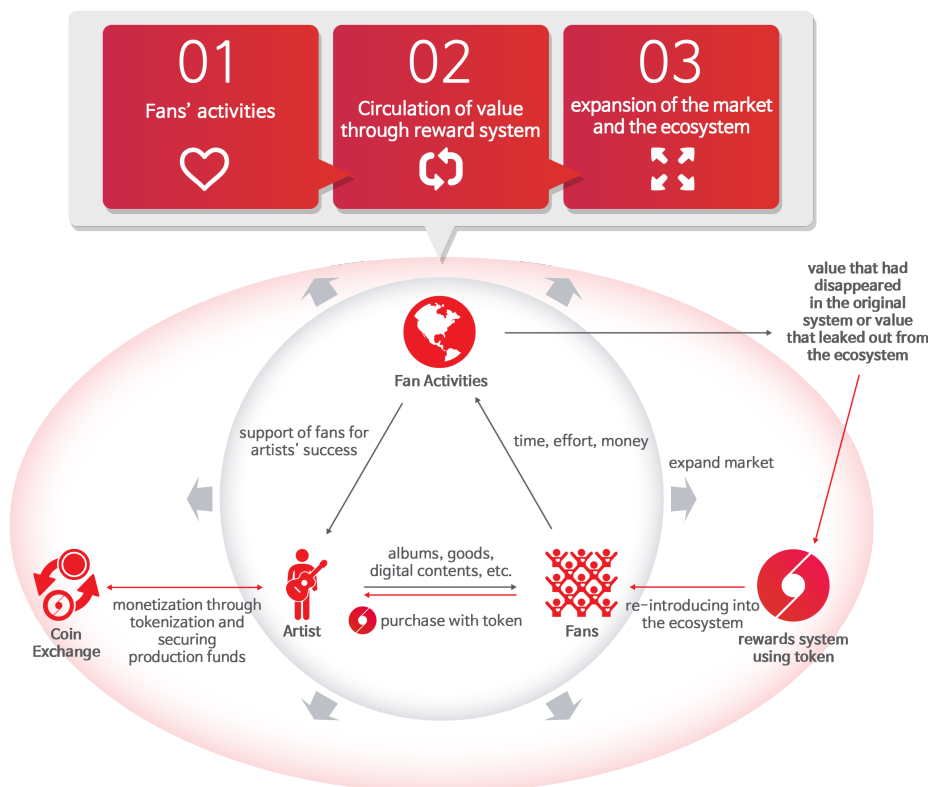 01
Fans’ activities
02
Circulation of value
through reward system
03
expansion of the market
and the ecosystem
value that had
disappeared
in the original
system or value
that leaked out from
the ecosystem
Fan Activities
support of fans for
artists' success
time, effort, money
expand market
albums, goods,
digital contents, etc.
purchase with token
Artist
Fans
Coin
Exchange
monetization through
tokenization and
securing
production funds
re-introducing into
the ecosystem
rewards system
using token